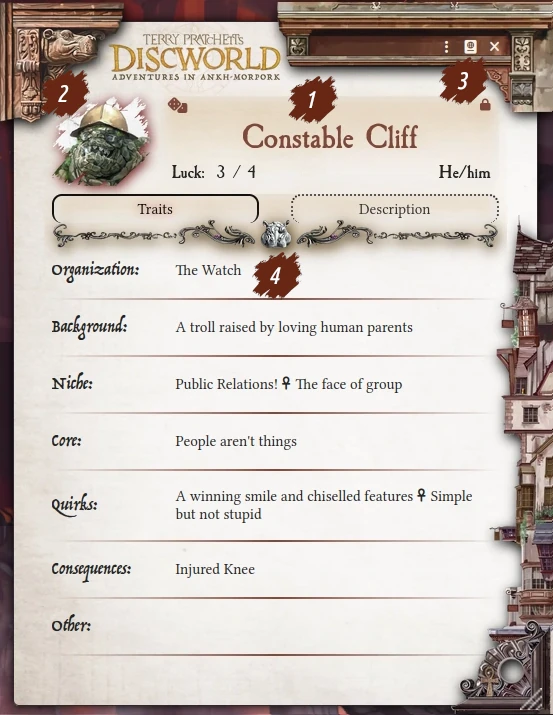 TERRY PRATCHETT'S
DISCWORLD
ADVENTURES IN ANKH-MORPORK
2
1
3
Constable Cliff
Luck: 3 / 4
He/him
Traits
Description
Organization: The Watch
4
Background: A troll raised by loving human parents
Niche: Public Relations! ☥ The face of group
Core: People aren't things
Quirks: A winning smile and chiselled features ☥ Simple
but not stupid
Consequences: Injured Knee
Other: